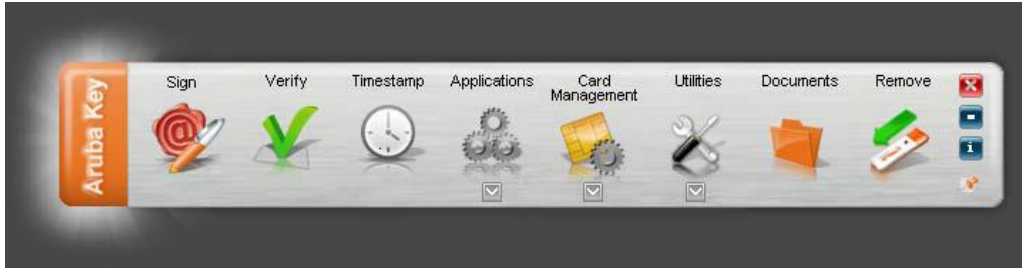 Aruba Key
Sign
Verify
Timestamp
Applications
Card
Management
Utilities
Documents
Remove